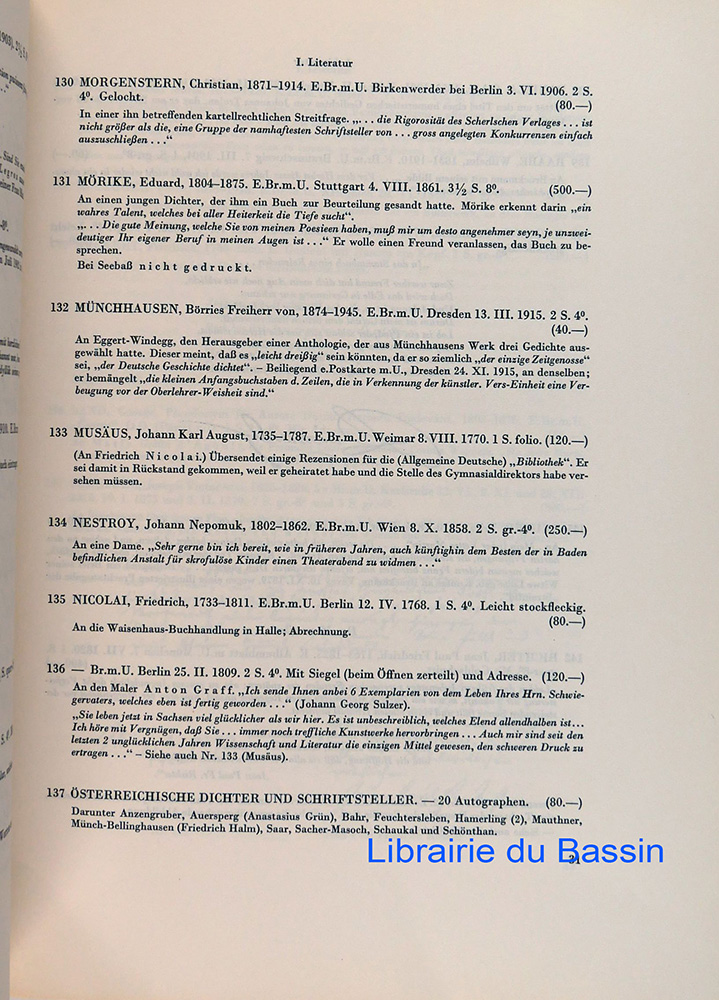 I. Literatur
130 MORGENSTERN, Christian, 1871–1914. E.Br.m.U. Birkenwerder bei Berlin 3. VI. 1906. 2 S.
4⁰. Gelocht.
(80.—)
In einer ihn betreffenden kartellrechtlichen Streitfrage. „. . . die Rigorosität des Scherlschen Verlages . . . ist
nicht größer als die, eine Gruppe der namhaftesten Schriftsteller von . . . gross angelegten Konkurrenzen einfach
auszuschließen . . .“
131 MÖRIKE, Eduard, 1804–1875. E.Br.m.U. Stuttgart 4. VIII. 1861. 3½ S. 8⁰. (500.—)
An einen jungen Dichter, der ihm ein Buch zur Beurteilung gesandt hatte. Mörike erkennt darin „ein
wahres Talent, welches bei aller Heiterkeit die Tiefe sucht“.
„. . . Die gute Meinung, welche Sie von meinen Poesieen haben, muß mir um desto angenehmer seyn, je unzwei-
deutiger Ihr eigener Beruf in meinen Augen ist . . .“ Er wolle einen Freund veranlassen, das Buch zu be-
sprechen.
Bei Seebaß nicht gedruckt.
132 MÜNCHHAUSEN, Börries Freiherr von, 1874–1945. E.Br.m.U. Dresden 13. III. 1915. 2 S. 4⁰.
(40.—)
An Eggert-Windegg, den Herausgeber einer Anthologie, der aus Münchhausens Werk drei Gedichte aus-
gewählt hatte. Dieser meint, daß es „leicht dreißig“ sein könnten, da er so ziemlich „der einzige Zeitgenosse“
sei, „der Deutsche Geschichte dichtet“. – Beiliegend e.Postkarte m.U., Dresden 24. XI. 1915, an denselben;
er bemängelt „die kleinen Anfangsbuchstaben d. Zeilen, die in Verkennung der künstler. Vers-Einheit eine Ver-
beugung vor der Oberlehrer-Weisheit sind.“
133 MUSÄUS, Johann Karl August, 1735–1787. E.Br.m.U. Weimar 8. VIII. 1770. 1 S. folio. (120.—)
(An Friedrich Nicolai.) Übersendet einige Rezensionen für die (Allgemeine Deutsche) „Bibliothek“. Er
sei damit in Rückstand gekommen, weil er geheiratet habe und die Stelle des Gymnasialdirektors habe ver-
sehen müssen.
134 NESTROY, Johann Nepomuk, 1802–1862. E.Br.m.U. Wien 8. X. 1858. 2 S. gr.-4⁰. (250.—)
An eine Dame. „Sehr gerne bin ich bereit, wie in früheren Jahren, auch künftighin dem Besten der in Baden
befindlichen Anstalt für skrofulöse Kinder einen Theaterabend zu widmen . . .“
135 NICOLAI, Friedrich, 1733–1811. E.Br.m.U. Berlin 12. IV. 1768. 1 S. 4⁰. Leicht stockfleckig.
(80.—)
An die Waisenhaus-Buchhandlung in Halle; Abrechnung.
136 — Br.m.U. Berlin 25. II. 1809. 2 S. 4⁰. Mit Siegel (beim Öffnen zerteilt) und Adresse. (120.—)
An den Maler Anton Graff. „Ich sende Ihnen anbei 6 Exemplarien von dem Leben Ihres Hrn. Schwie-
gervaters, welches eben ist fertig geworden . . .“ (Johann Georg Sulzer).
„Sie leben jetzt in Sachsen viel glücklicher als wir hier. Es ist unbeschreiblich, welches Elend allendhalben ist . . .
Ich höre mit Vergnügen, daß Sie . . . immer noch treffliche Kunstwerke hervorbringen . . . Auch mir sind seit den
letzten 2 unglücklichen Jahren Wissenschaft und Literatur die einzigen Mittel gewesen, den schweren Druck zu
ertragen . . .“ – Siehe auch Nr. 133 (Musäus).
137 ÖSTERREICHISCHE DICHTER UND SCHRIFTSTELLER. — 20 Autographen. (80.—)
Darunter Anzengruber, Auersperg (Anastasius Grün), Bahr, Feuchtersleben, Hamerling (2), Mauthner,
Münch-Bellinghausen (Friedrich Halm), Saar, Sacher-Masoch, Schaukal und Schönthan.
Librairie du Bassin
31